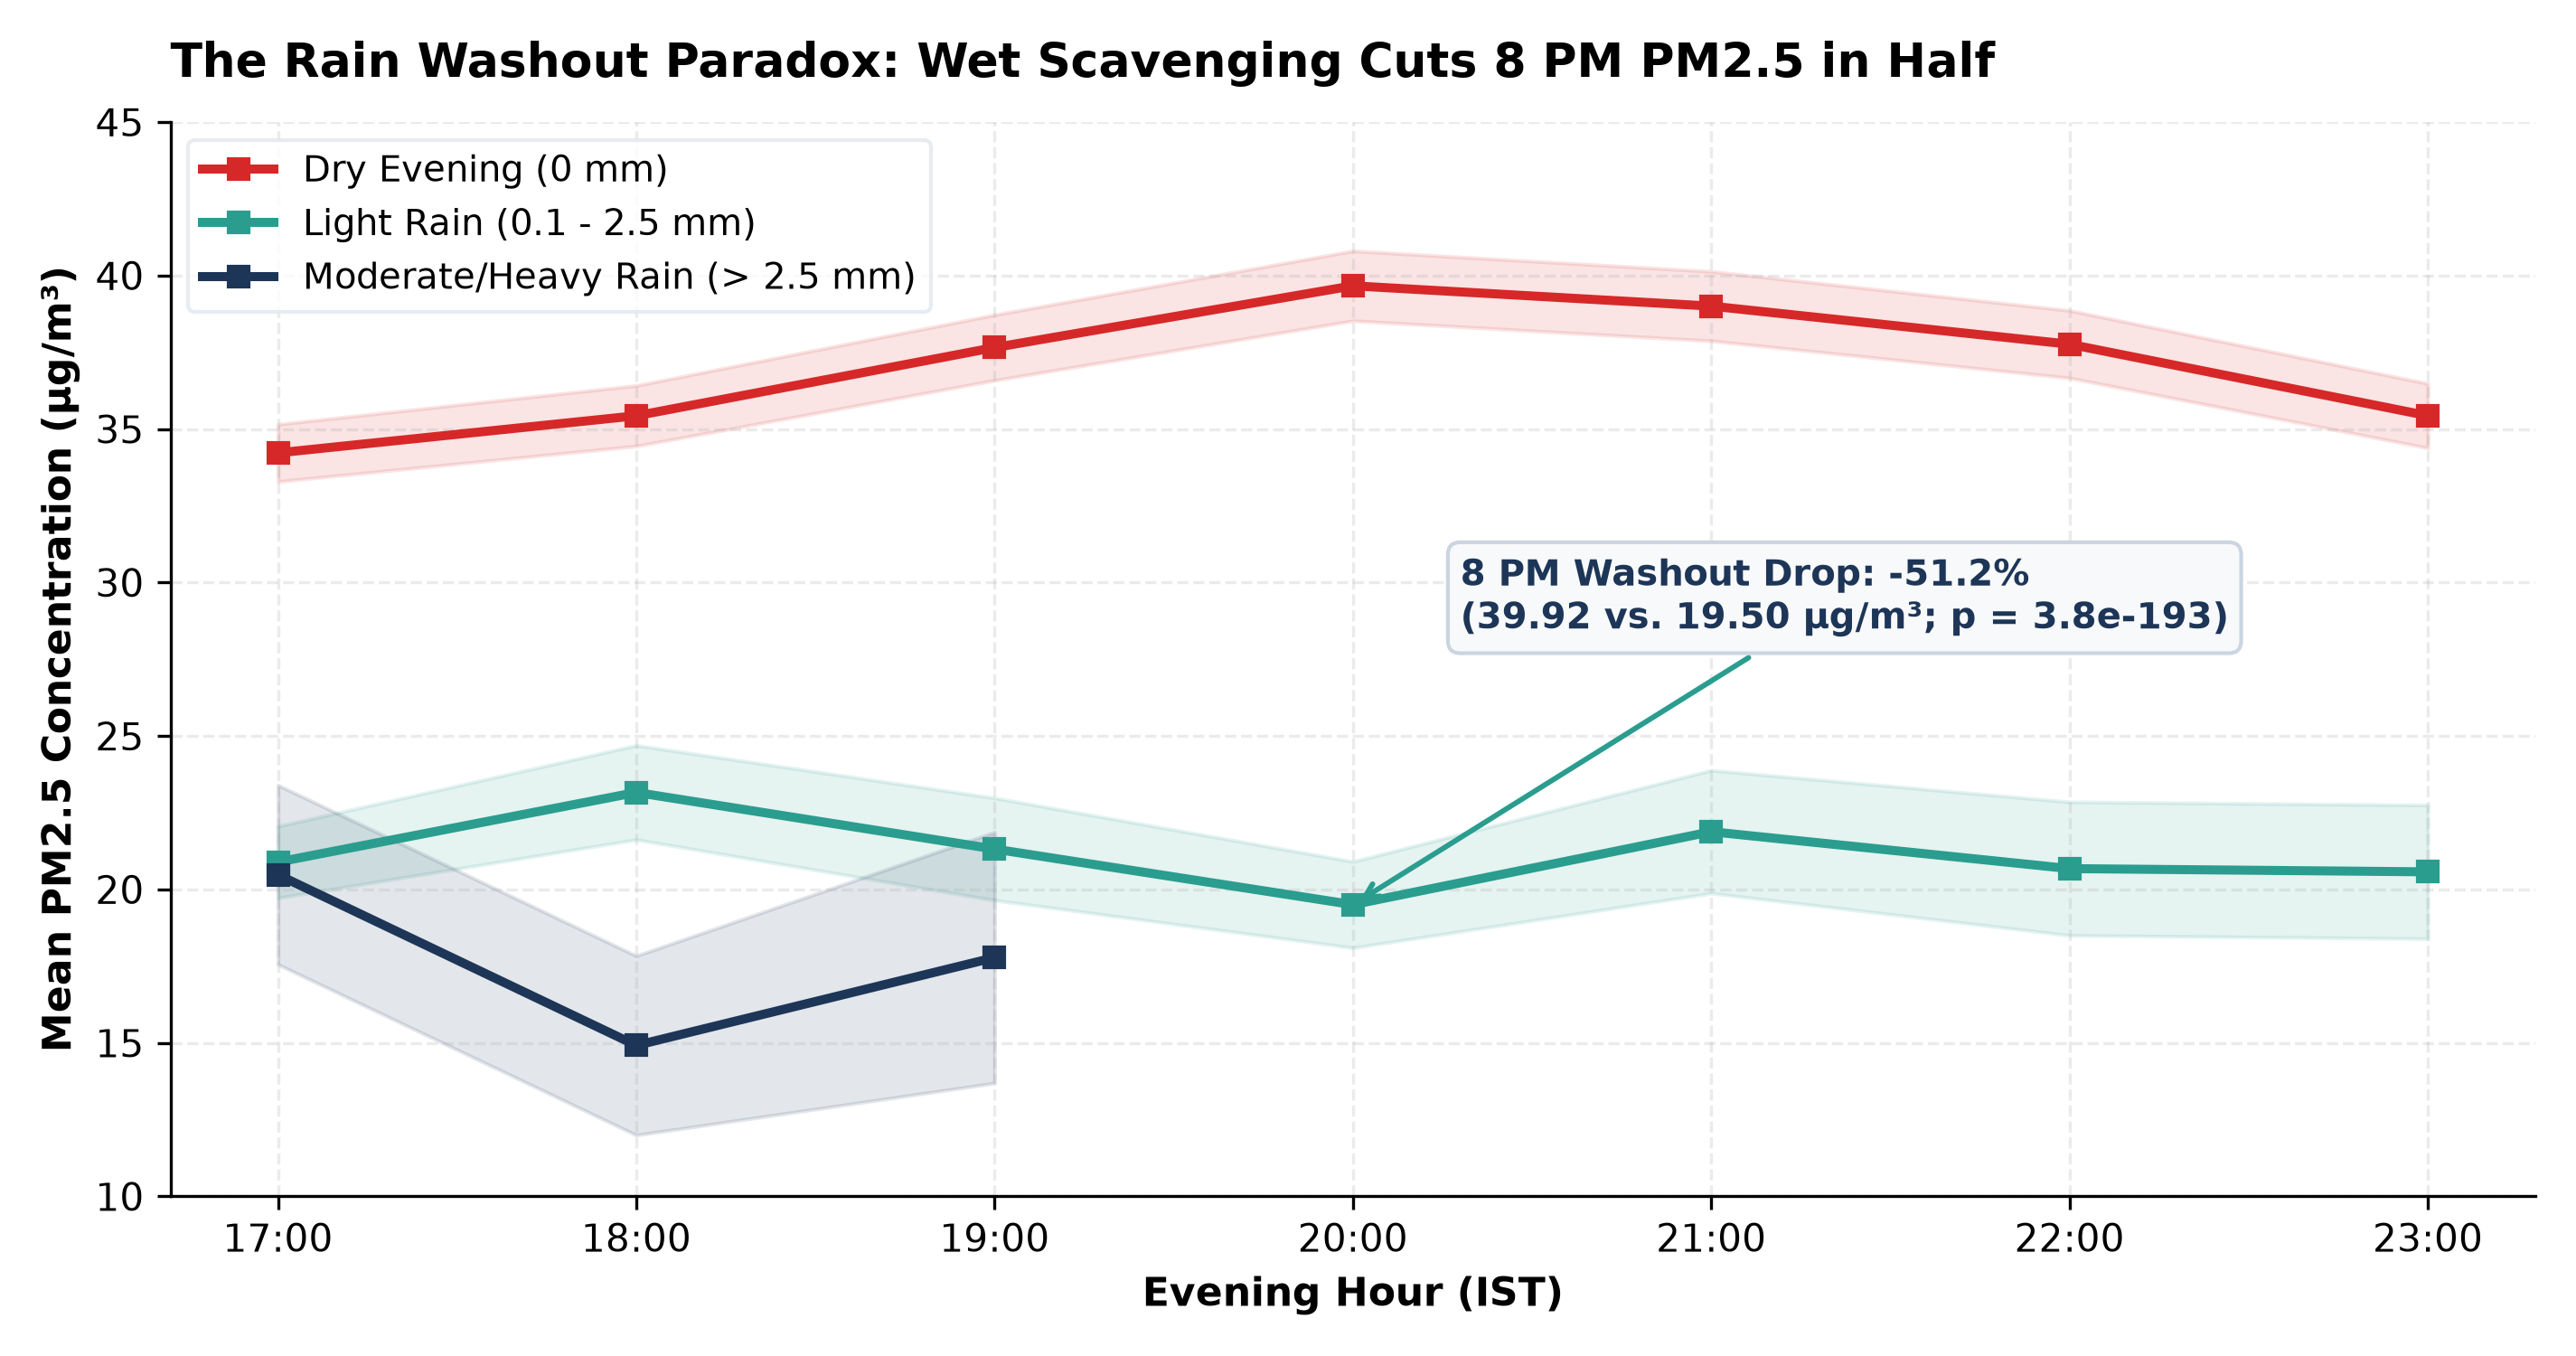 The Rain Washout Paradox: Wet Scavenging Cuts 8 PM PM2.5 in Half
Mean PM2.5 Concentration (µg/m³)
45
40
35
30
25
20
15
10
Dry Evening (0 mm)
Light Rain (0.1 - 2.5 mm)
Moderate/Heavy Rain (> 2.5 mm)
8 PM Washout Drop: -51.2%
(39.92 vs. 19.50 µg/m³; p = 3.8e-193)
17:00 18:00 19:00 20:00 21:00 22:00 23:00
Evening Hour (IST)